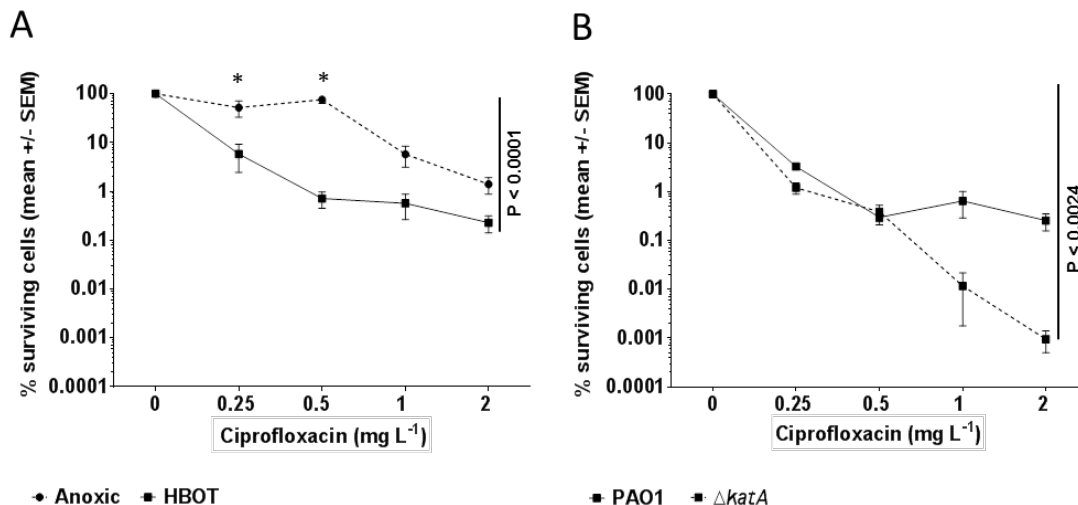 A
% surviving cells (mean +/- SEM)
100
10
1
0.1
0.01
0.001
0.0001
* *
P < 0.0001
0 0.25 0.5 1 2
Ciprofloxacin (mg L⁻¹)
Anoxic HBOT
B
% surviving cells (mean +/- SEM)
100
10
1
0.1
0.01
0.001
0.0001
P < 0.0024
0 0.25 0.5 1 2
Ciprofloxacin (mg L⁻¹)
PAO1 ΔkatA